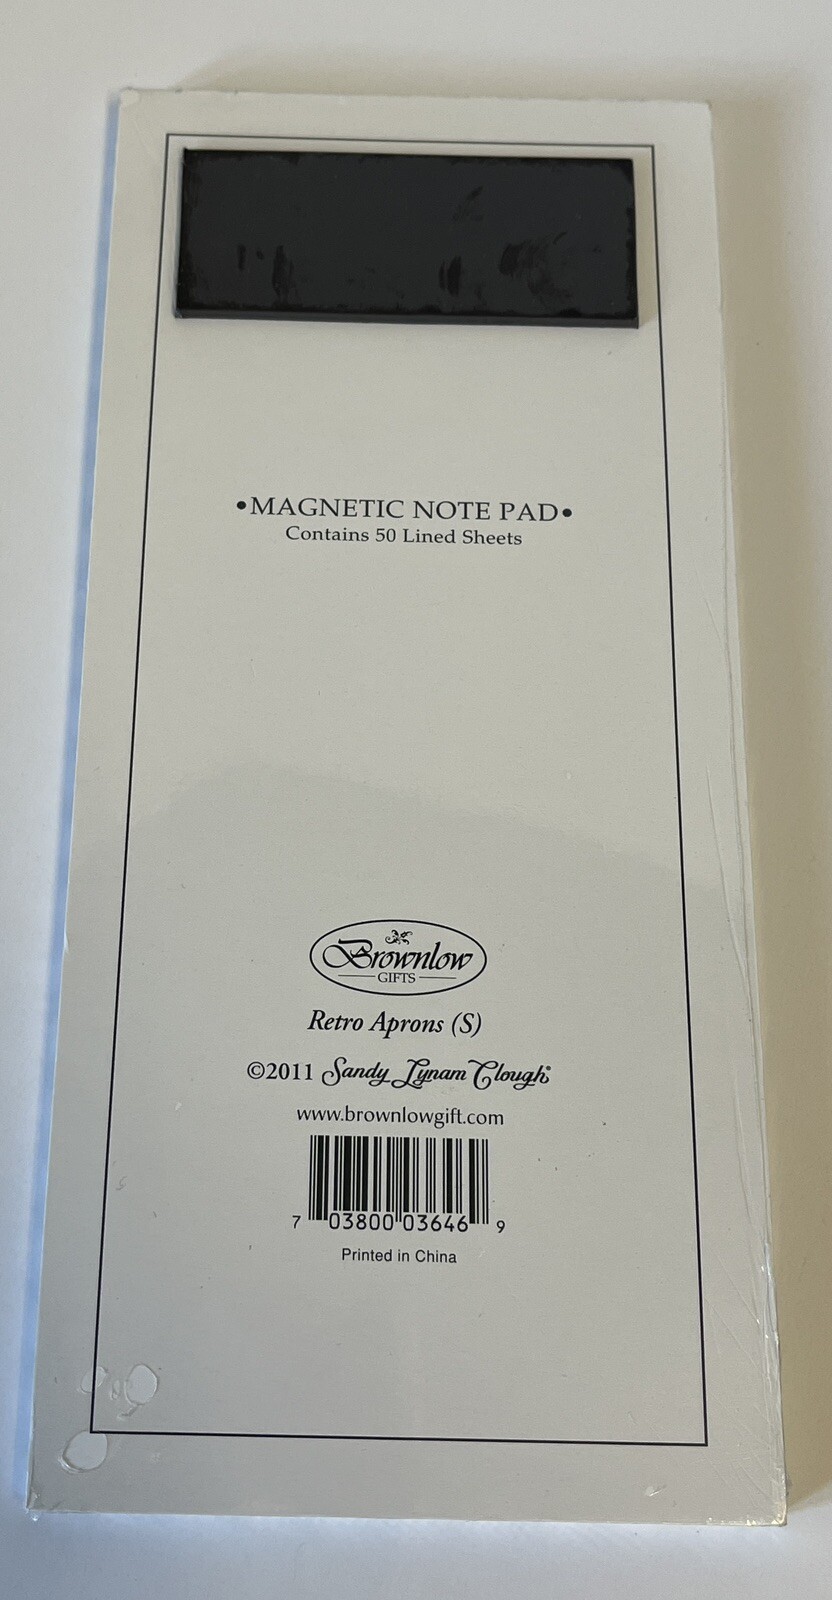 •MAGNETIC NOTE PAD•
Contains 50 Lined Sheets
Brownlow
GIFTS
Retro Aprons (S)
©2011 Sandy Lynam Clough®
www.brownlowgift.com
7 03800 03646 9
Printed in China